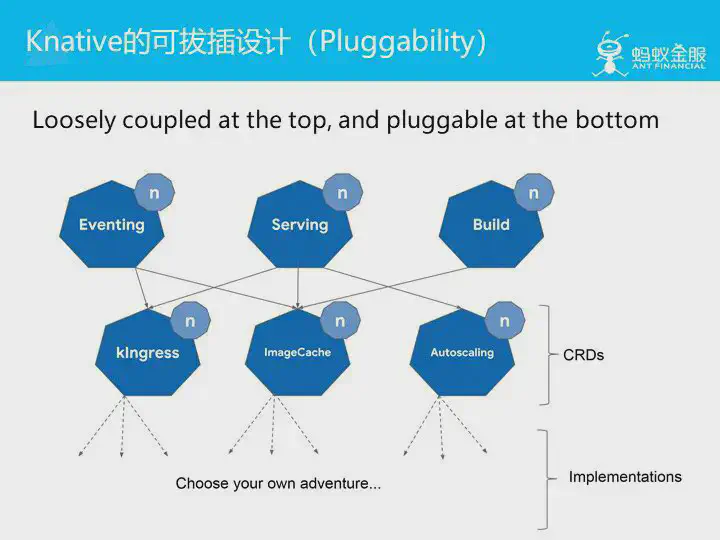 Knative的可拔插设计（Pluggability）
蚂蚁金服
ANT FINANCIAL
Loosely coupled at the top, and pluggable at the bottom
n
n
n
Eventing
Serving
Build
n
n
n
kIngress
ImageCache
Autoscaling
CRDs
Choose your own adventure...
Implementations